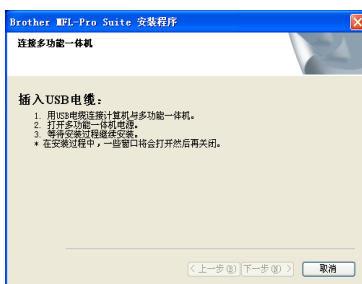 Brother MFL-Pro Suite 安装程序
连接多功能一体机
插入USB电缆：
1. 用USB电缆连接计算机与多功能一体机。
2. 打开多功能一体机电源。
3. 等待安装过程继续安装。
* 在安装过程中，一些窗口将会打开然后再关闭。
< 上一步(B) 下一步(N) > 取消